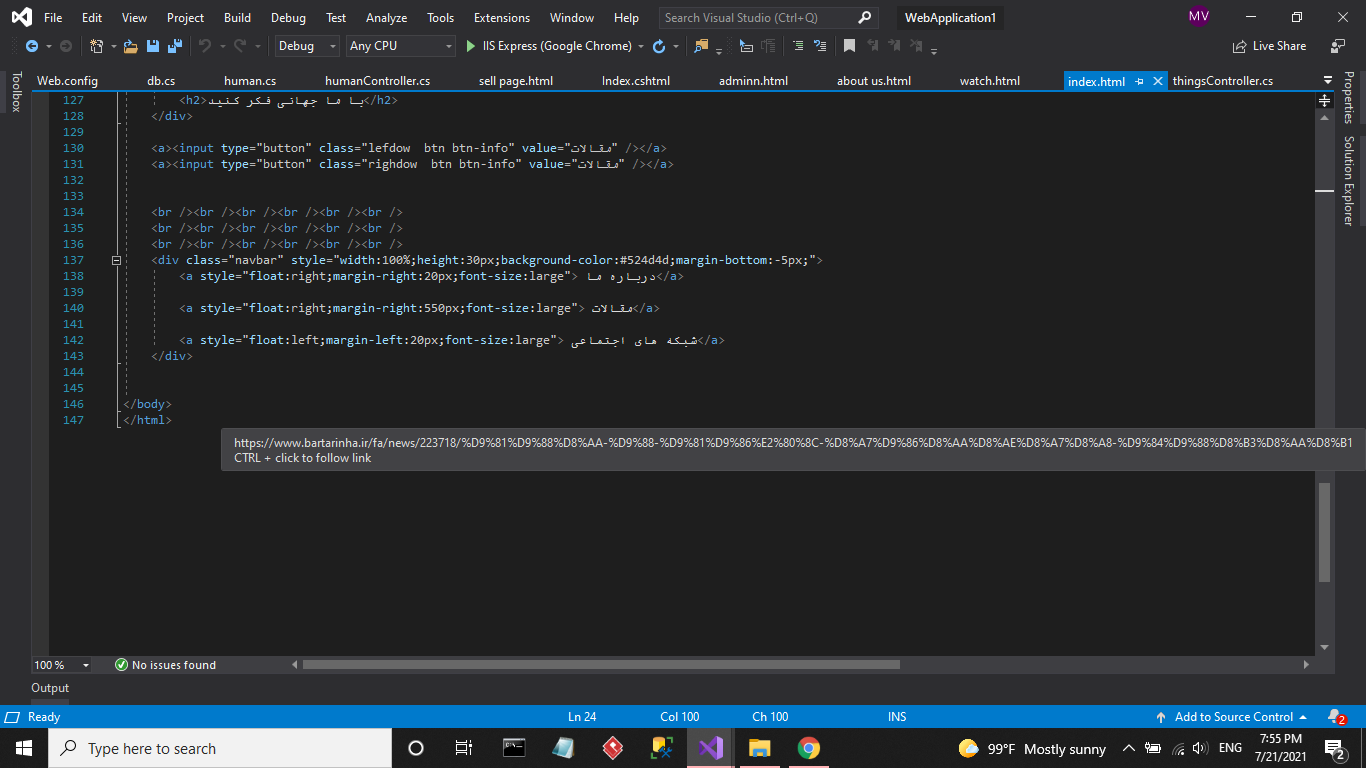 File Edit View Project Build Debug Test Analyze Tools Extensions Window Help Search Visual Studio (Ctrl+Q) WebApplication1 MV
Debug Any CPU IIS Express (Google Chrome) Live Share
Toolbox
Web.config db.cs human.cs humanController.cs sell page.html Index.cshtml adminn.html about us.html watch.html index.html thingsController.cs
Properties
Solution Explorer
127 <h2>با ما جهانی فکر کنید</h2>
128 </div>
129
130 <a><input type="button" class="lefdow  btn btn-info" value="مقالات" /></a>
131 <a><input type="button" class="righdow  btn btn-info" value="مقالات" /></a>
132
133
134 <br /><br /><br /><br /><br /><br />
135 <br /><br /><br /><br /><br /><br />
136 <br /><br /><br /><br /><br /><br />
137 <div class="navbar" style="width:100%;height:30px;background-color:#524d4d;margin-bottom:-5px;">
138 <a style="float:right;margin-right:20px;font-size:large"> درباره ما</a>
139
140 <a style="float:right;margin-right:550px;font-size:large"> مقالات</a>
141
142 <a style="float:left;margin-left:20px;font-size:large"> شبکه های اجتماعی</a>
143 </div>
144
145
146 </body>
147 </html>
https://www.bartarinha.ir/fa/news/223718/%D9%81%D9%88%D8%AA-%D9%88-%D9%81%D9%86%E2%80%8C-%D8%A7%D9%86%D8%AA%D8%AE%D8%A7%D8%A8-%D9%84%D9%88%D8%B3%D8%AA%D8%B1
CTRL + click to follow link
100 % No issues found
Output
Ready Ln 24 Col 100 Ch 100 INS Add to Source Control 2
Type here to search 99°F Mostly sunny ENG 7:55 PM
7/21/2021 2